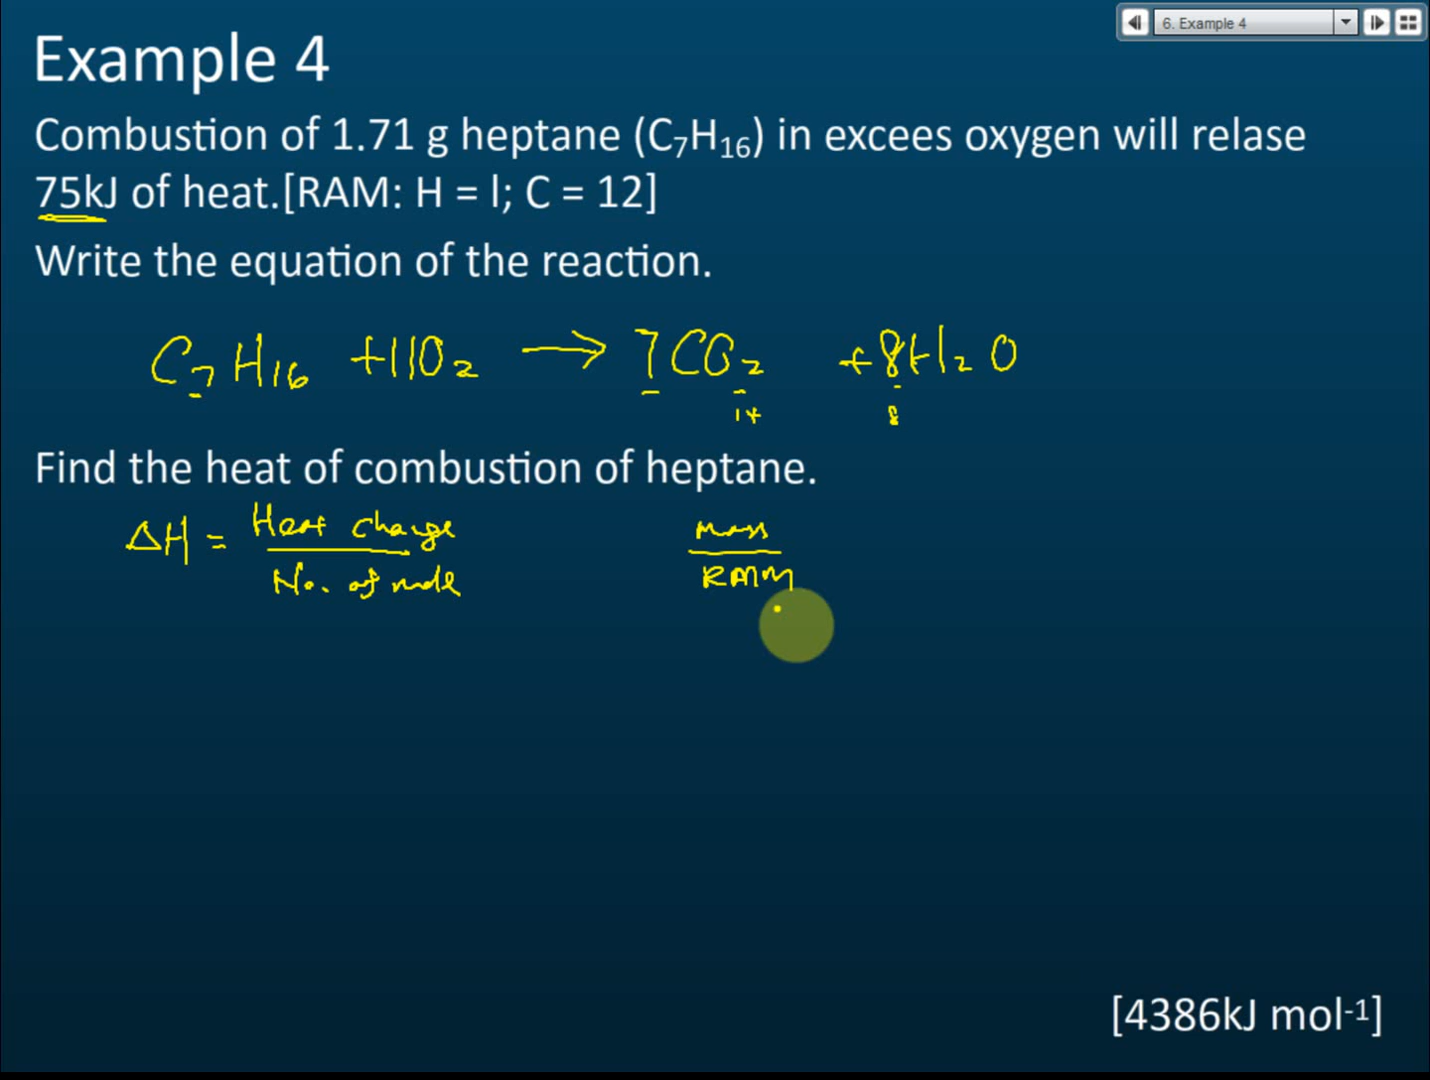 6. Example 4
Example 4
Combustion of 1.71 g heptane (C₇H₁₆) in excees oxygen will relase
75kJ of heat.[RAM: H = l; C = 12]
Write the equation of the reaction.
C₇H₁₆ + 11O₂ → 7CO₂ + 8H₂O
14 8
Find the heat of combustion of heptane.
ΔH = Heat change
No. of mole
mass
RMM
[4386kJ mol-1]